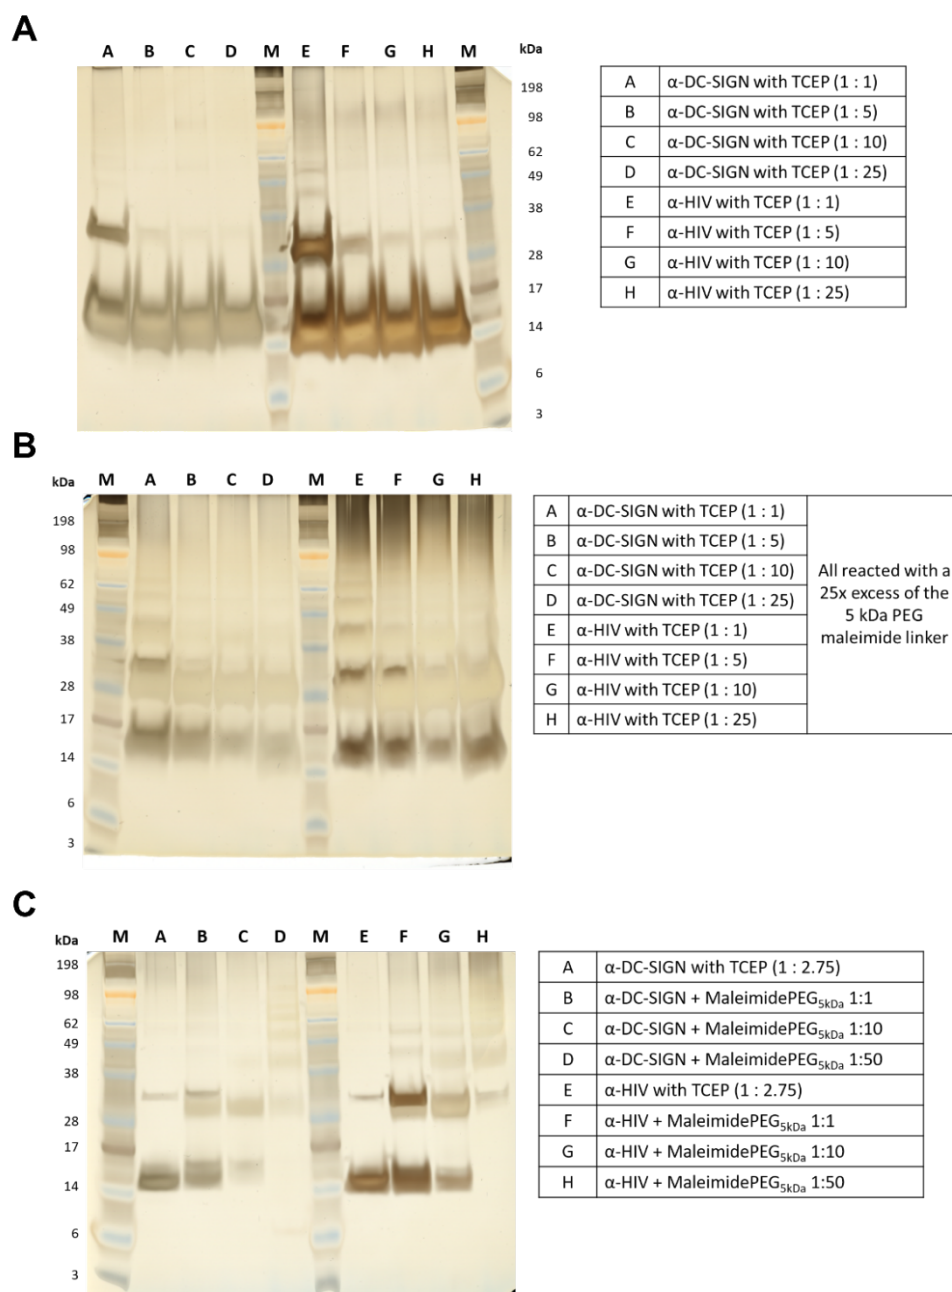 A
A B C D M E F G H M kDa
198
98
62
49
38
28
17
14
6
3
A α-DC-SIGN with TCEP (1 : 1)
B α-DC-SIGN with TCEP (1 : 5)
C α-DC-SIGN with TCEP (1 : 10)
D α-DC-SIGN with TCEP (1 : 25)
E α-HIV with TCEP (1 : 1)
F α-HIV with TCEP (1 : 5)
G α-HIV with TCEP (1 : 10)
H α-HIV with TCEP (1 : 25)
B
kDa M A B C D M E F G H
198
98
62
49
38
28
17
14
6
3
A α-DC-SIGN with TCEP (1 : 1)
B α-DC-SIGN with TCEP (1 : 5)
C α-DC-SIGN with TCEP (1 : 10)
D α-DC-SIGN with TCEP (1 : 25)
E α-HIV with TCEP (1 : 1)
F α-HIV with TCEP (1 : 5)
G α-HIV with TCEP (1 : 10)
H α-HIV with TCEP (1 : 25)
All reacted with a
25x excess of the
5 kDa PEG
maleimide linker
C
kDa M A B C D M E F G H
198
98
62
49
38
28
17
14
6
3
A α-DC-SIGN with TCEP (1 : 2.75)
B α-DC-SIGN + MaleimidePEG5kDa 1:1
C α-DC-SIGN + MaleimidePEG5kDa 1:10
D α-DC-SIGN + MaleimidePEG5kDa 1:50
E α-HIV with TCEP (1 : 2.75)
F α-HIV + MaleimidePEG5kDa 1:1
G α-HIV + MaleimidePEG5kDa 1:10
H α-HIV + MaleimidePEG5kDa 1:50